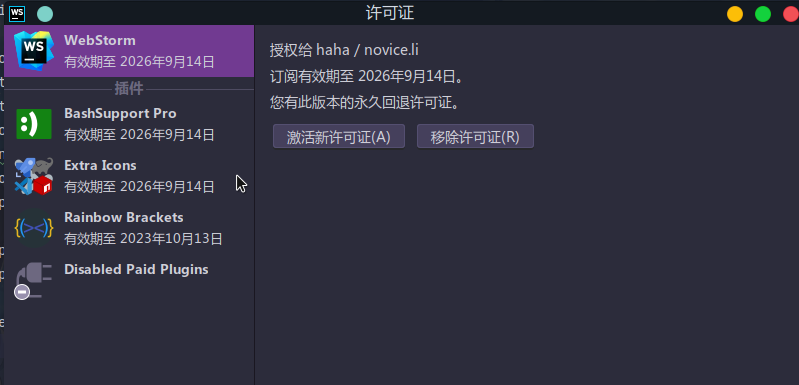 WS
许可证
WS
WebStorm
有效期至 2026年9月14日
插件
BashSupport Pro
有效期至 2026年9月14日
Extra Icons
有效期至 2026年9月14日
Rainbow Brackets
有效期至 2023年10月13日
Disabled Paid Plugins
授权给 haha / novice.li
订阅有效期至 2026年9月14日。
您有此版本的永久回退许可证。
激活新许可证(A) 移除许可证(R)